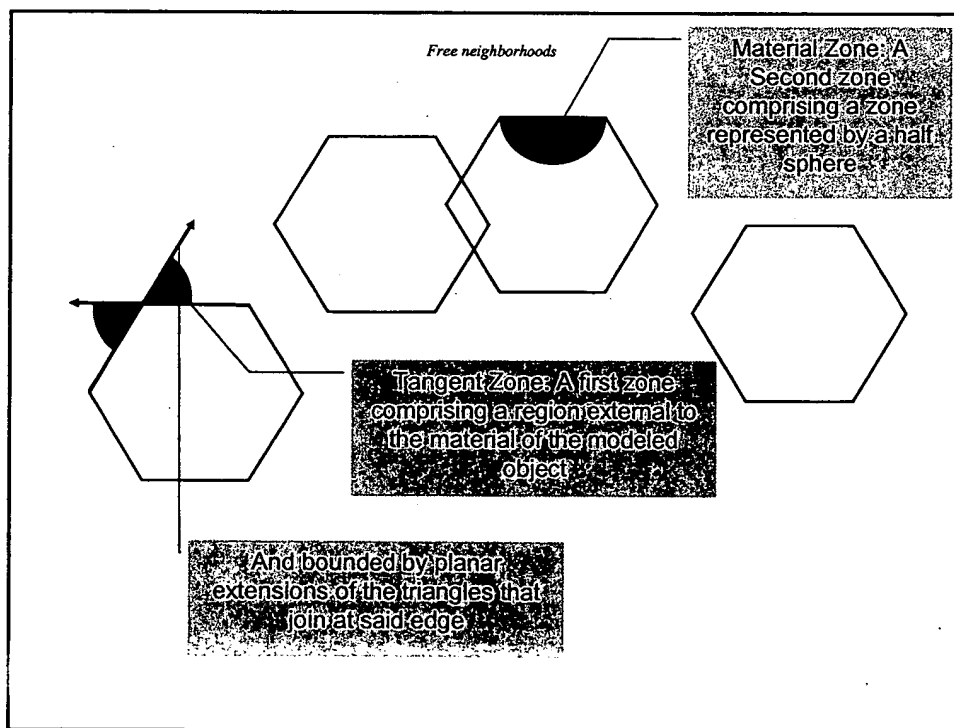 Free neighborhoods
Material Zone: A
Second zone
comprising a zone
represented by a half
sphere
Tangent Zone: A first zone
comprising a region external to
the material of the modeled
object
And bounded by planar
extensions of the triangles that
join at said edge